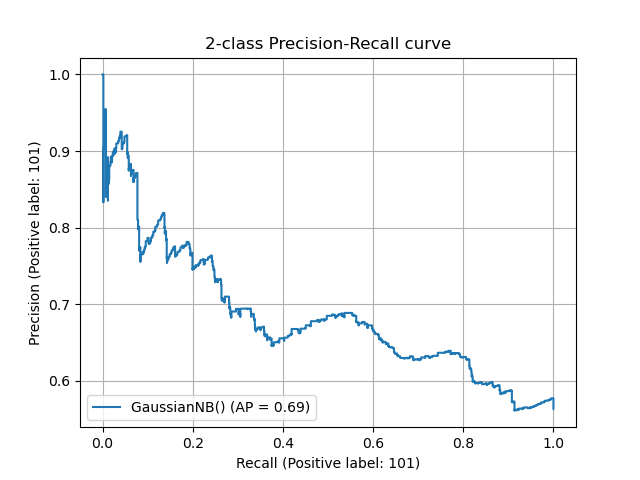 2-class Precision-Recall curve
1.0
0.9
0.8
0.7
0.6
Precision (Positive label: 101)
GaussianNB() (AP = 0.69)
0.0 0.2 0.4 0.6 0.8 1.0
Recall (Positive label: 101)